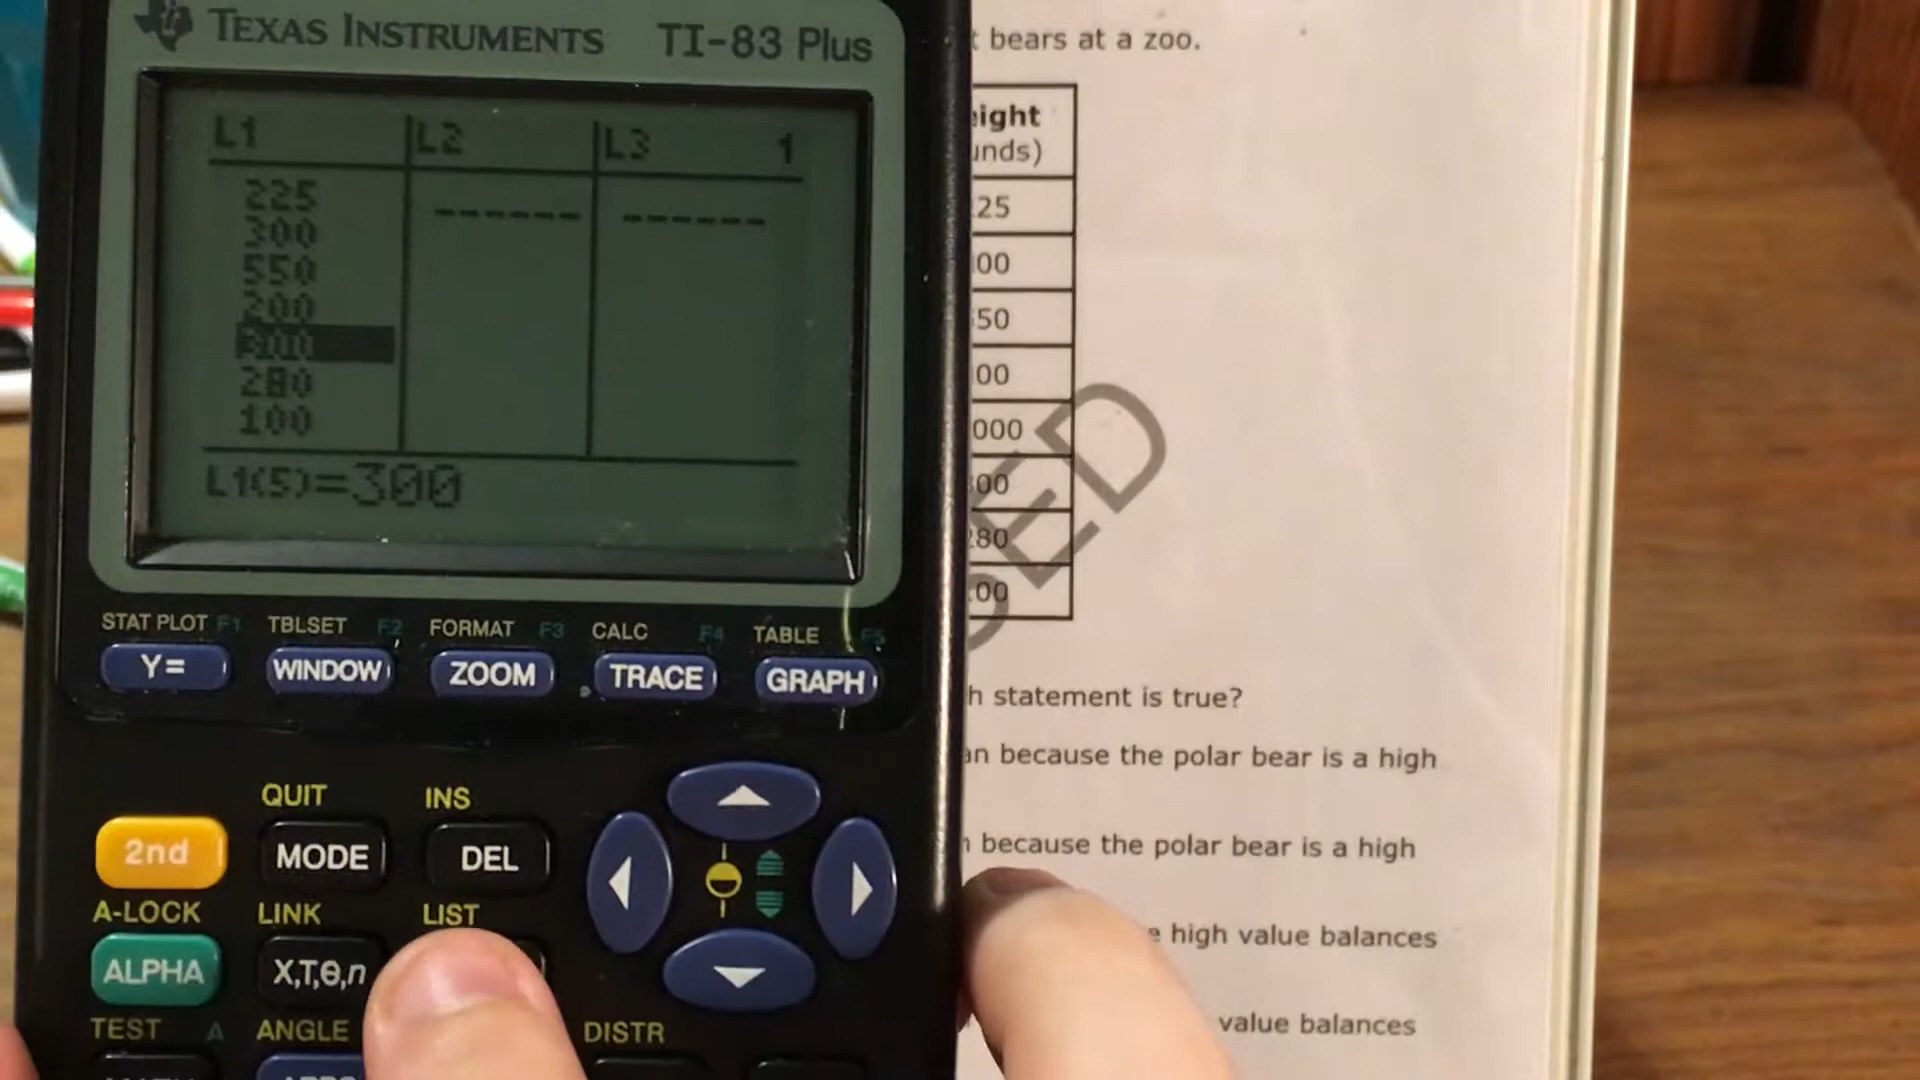 TEXAS INSTRUMENTS TI-83 Plus
L1 L2 L3 1
225 ------ ------
300
550
200
300
280
100
L1(5)=300
STAT PLOT F1 TBLSET F2 FORMAT F3 CALC F4 TABLE F5
Y= WINDOW ZOOM TRACE GRAPH
QUIT INS
2nd MODE DEL
A-LOCK LINK LIST
ALPHA X,T,θ,n
TEST A ANGLE DISTR
t bears at a zoo.
eight
unds)
25
00
50
00
000
00
280
00
SED
h statement is true?
an because the polar bear is a high
n because the polar bear is a high
e high value balances
value balances